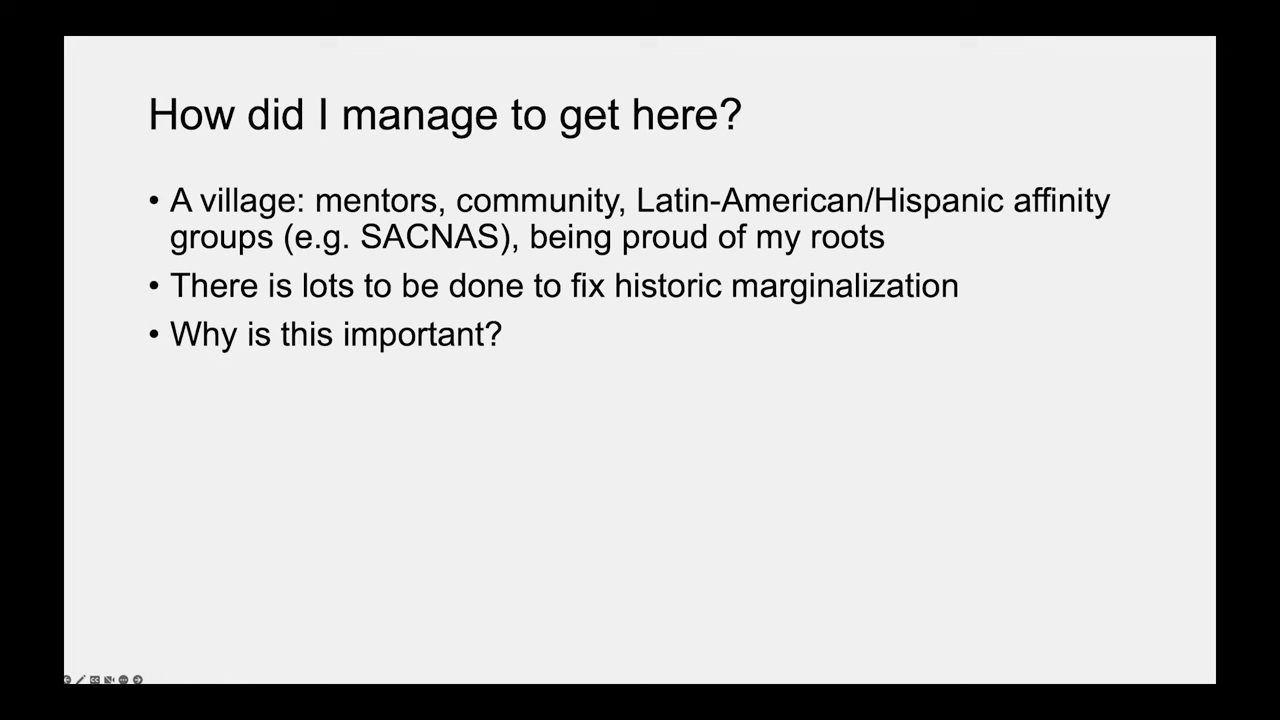 How did I manage to get here?
• A village: mentors, community, Latin-American/Hispanic affinity
groups (e.g. SACNAS), being proud of my roots
• There is lots to be done to fix historic marginalization
• Why is this important?